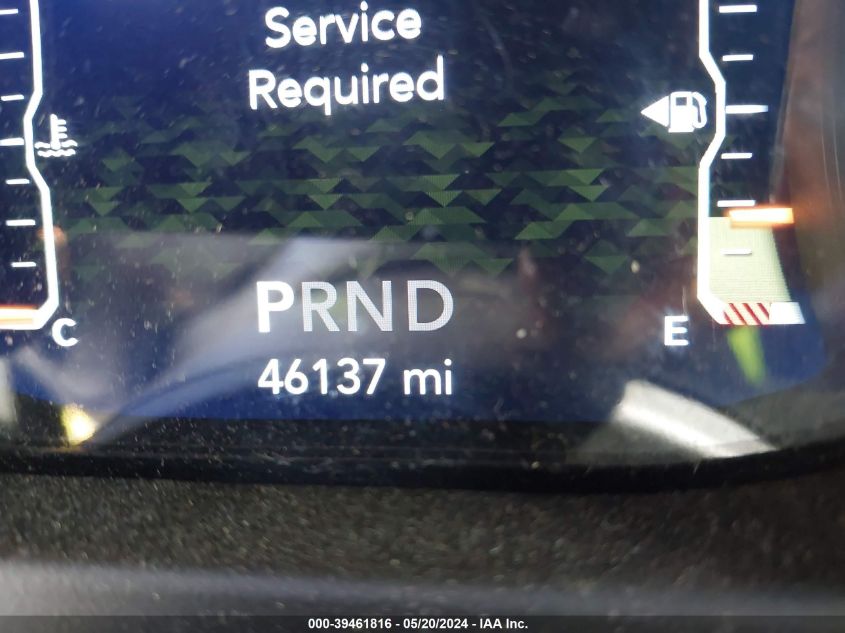 Service
Required
PRND
46137 mi
C
E
000-39461816 - 05/20/2024 - IAA Inc.